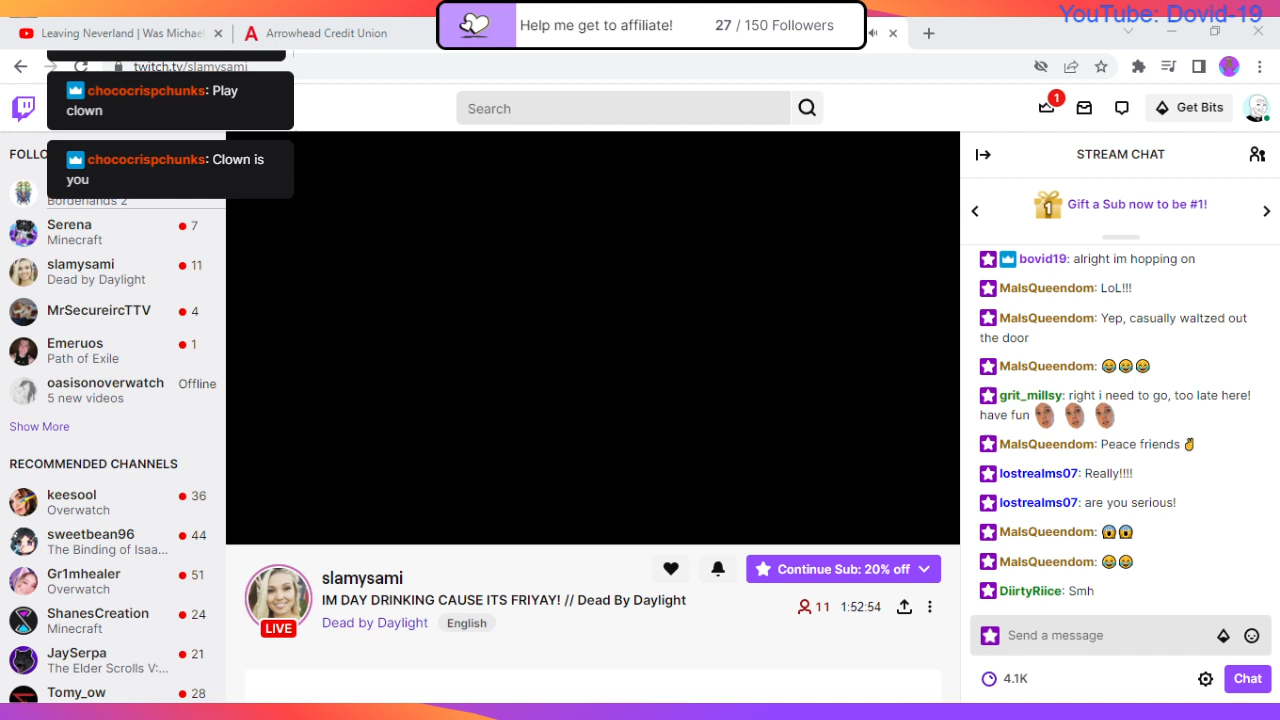 YouTube: Dovid-19
Help me get to affiliate! 27 / 150 Followers
Leaving Neverland | Was Michael
Arrowhead Credit Union
twitch.tv/slamysami
chococrispchunks: Play
clown
chococrispchunks: Clown is
you
Search
1
Get Bits
FOLLO
Borderlands 2
Serena 7
Minecraft
slamysami 11
Dead by Daylight
MrSecureircTTV 4
Emeruos 1
Path of Exile
oasisonoverwatch Offline
5 new videos
Show More
RECOMMENDED CHANNELS
keesool 36
Overwatch
sweetbean96 44
The Binding of Isaa...
Gr1mhealer 51
Overwatch
ShanesCreation 24
Minecraft
JaySerpa 21
The Elder Scrolls V:...
Tomy_ow 28
slamysami
IM DAY DRINKING CAUSE ITS FRIYAY! // Dead By Daylight
LIVE
Dead by Daylight English
Continue Sub: 20% off
11 1:52:54
STREAM CHAT
1
Gift a Sub now to be #1!
bovid19: alright im hopping on
MalsQueendom: LoL!!!
MalsQueendom: Yep, casually waltzed out
the door
MalsQueendom: 😂😂😂
grit_millsy: right i need to go, too late here!
have fun
MalsQueendom: Peace friends ✌
lostrealms07: Really!!!!
lostrealms07: are you serious!
MalsQueendom: 😱😱
MalsQueendom: 😂😂
DiirtyRiice: Smh
Send a message
4.1K
Chat